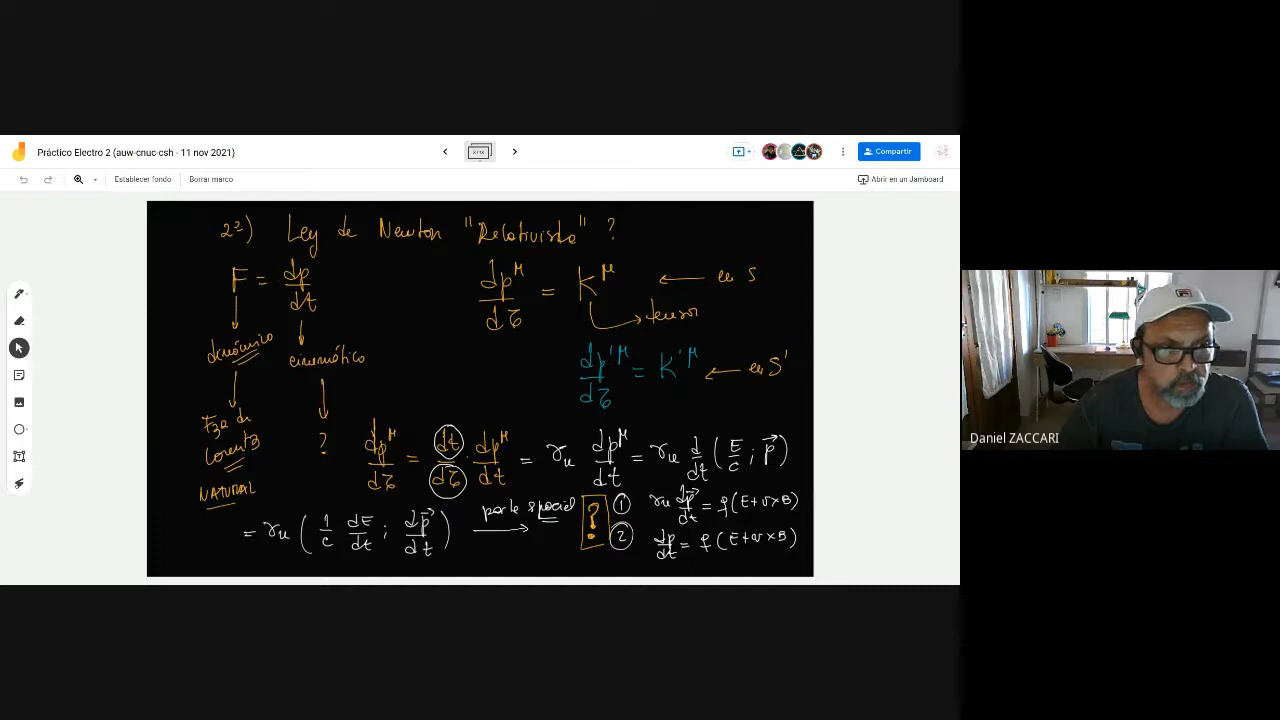 Práctico Electro 2 (auw-cnuc-csh - 11 nov 2021)
Compartir
Establecer fondo
Borrar marco
Abrir en un Jamboard
2º) Ley de Newton "Relativista" ?
F = dp/dt
dp^μ/dτ = K^μ ← en S
tensor
dinámico
cinemático
dp'^μ/dτ = K'^μ ← en S'
Fza de Lorentz
NATURAL
?
dp^μ/dτ = dt/dτ · dp^μ/dt = γu dp^μ/dt = γu d/dt (E/c ; p⃗)
= γu (1/c dE/dt ; dp⃗/dt) parte spacial →
?
1 γu dp⃗/dt = q(E+v×B)
2 dp/dt = q(E+v×B)
Daniel ZACCARI